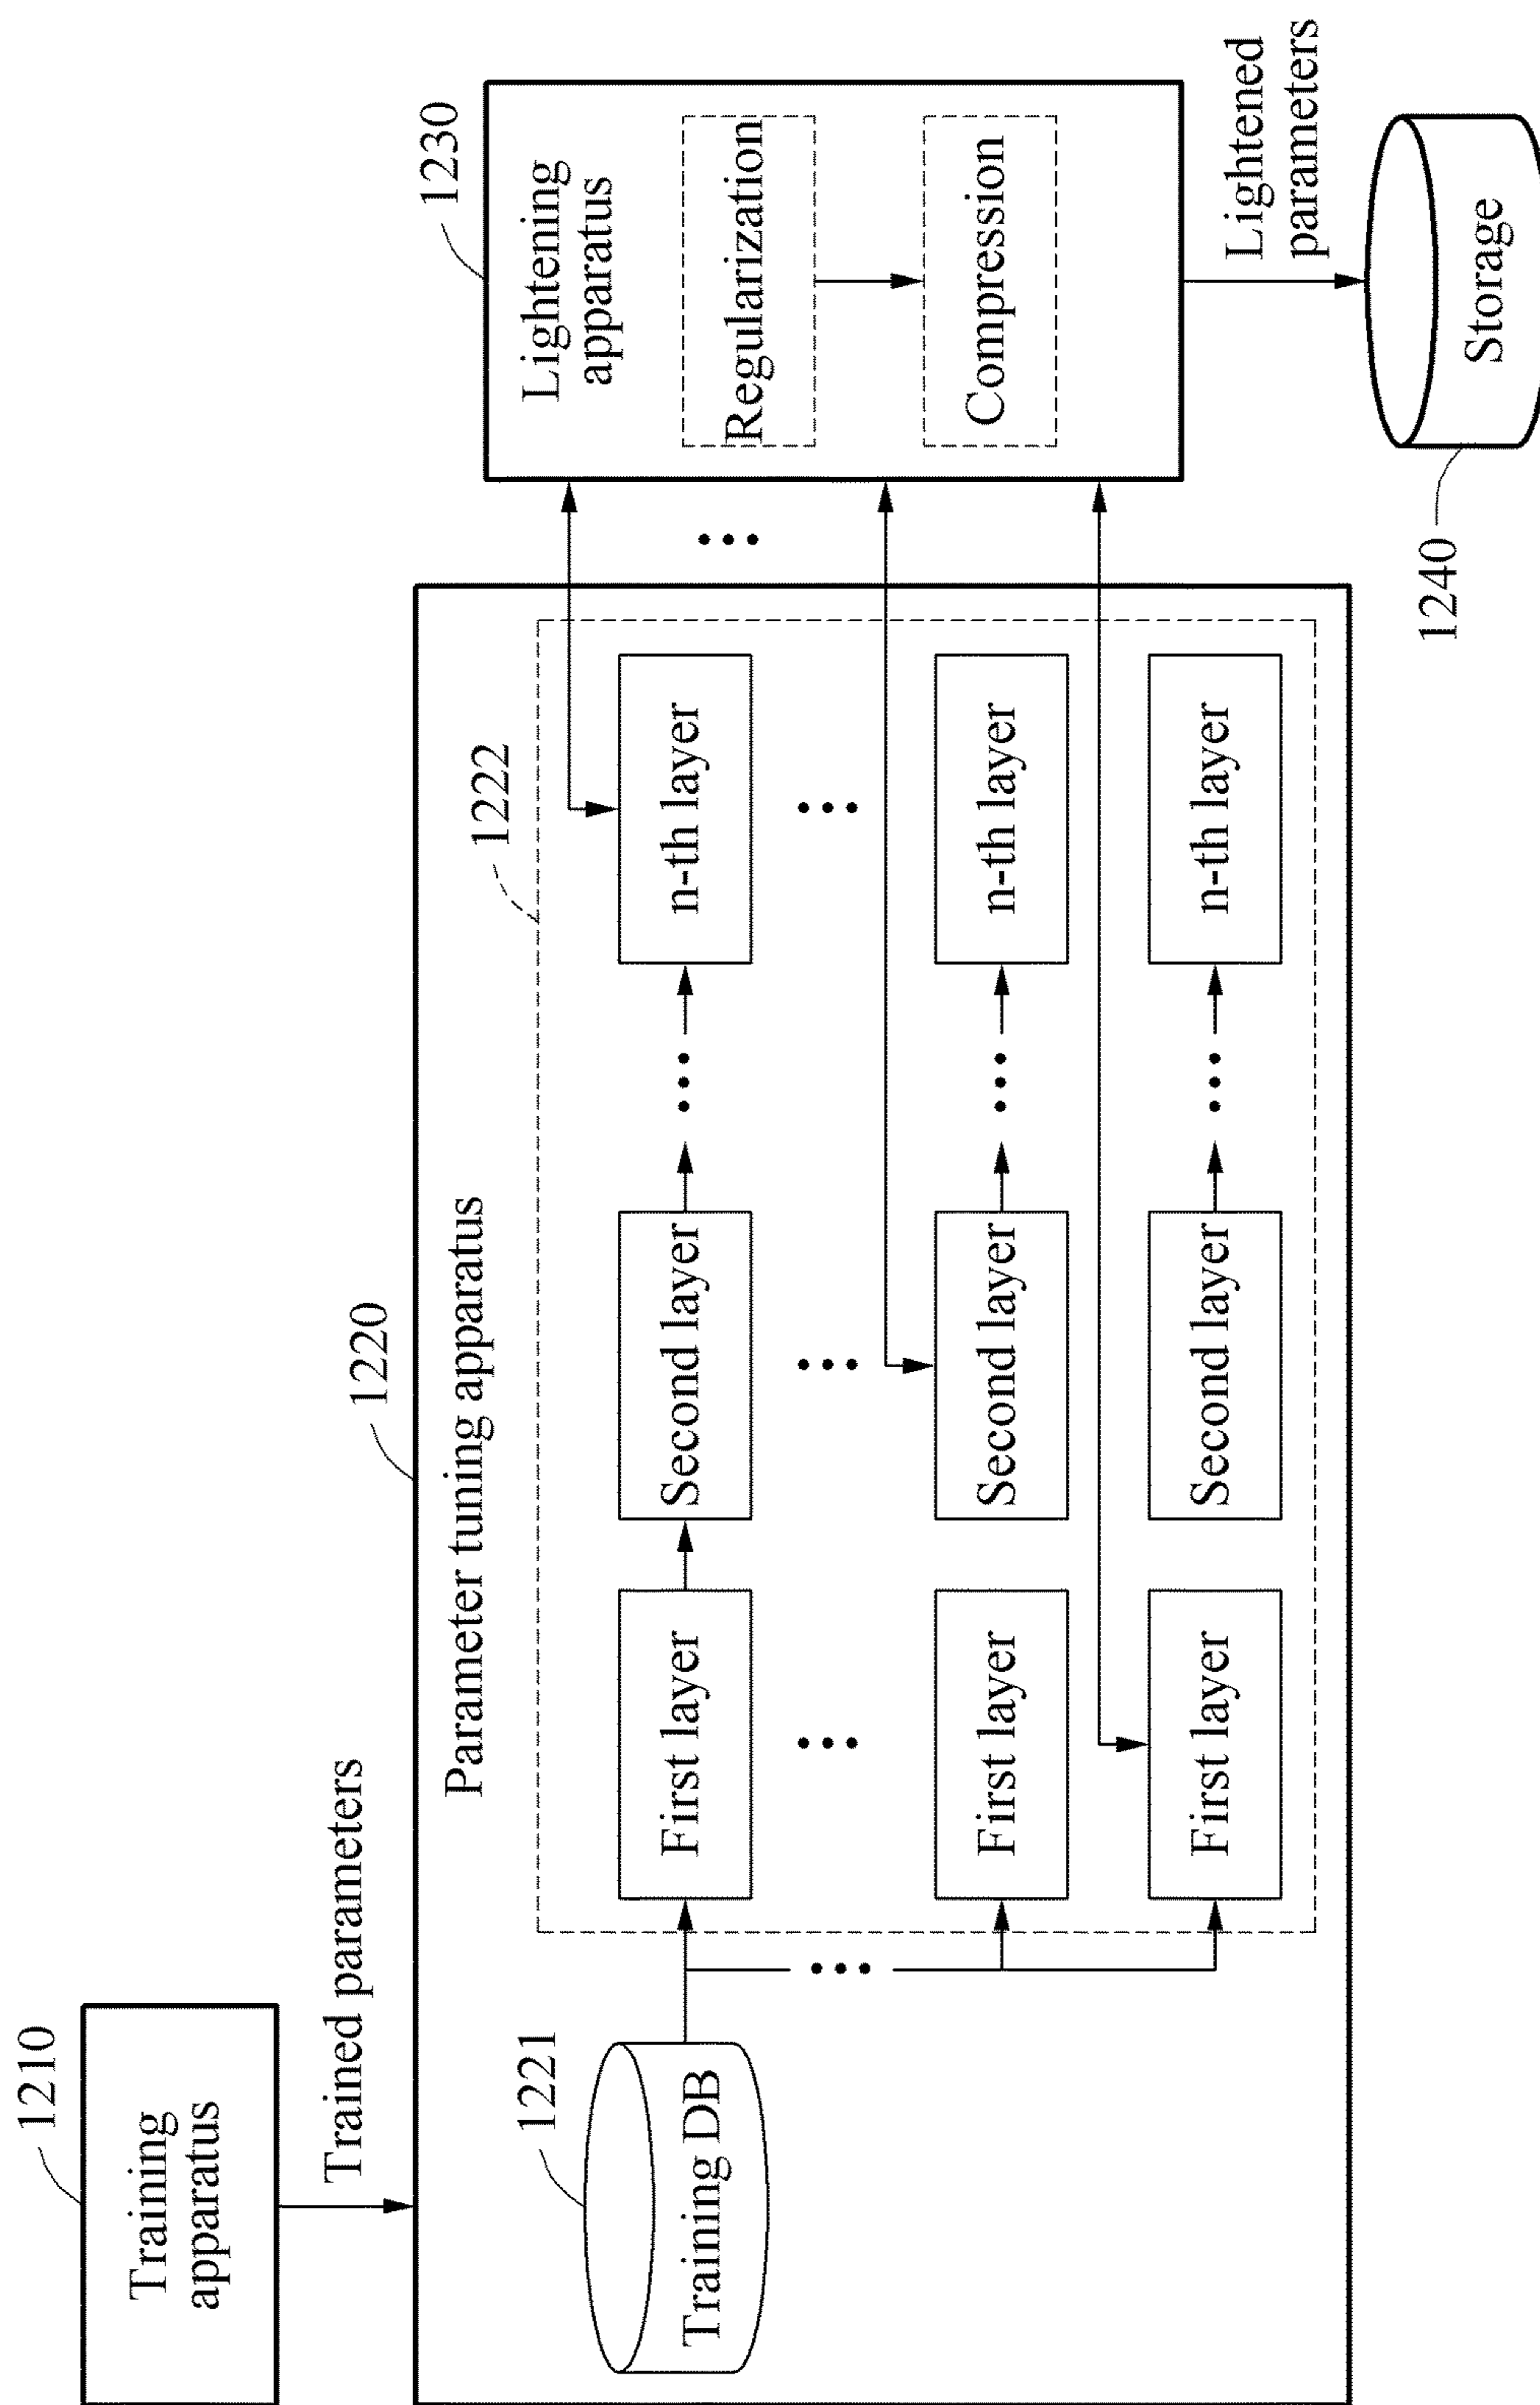 1210
Training
apparatus
Trained parameters
1220
Parameter tuning apparatus
1221
Training DB
1222
First layer
Second layer
...
n-th layer
...
...
...
...
First layer
Second layer
...
n-th layer
First layer
Second layer
...
n-th layer
...
1230
Lightening
apparatus
Regularization
Compression
Lightened
parameters
1240
Storage